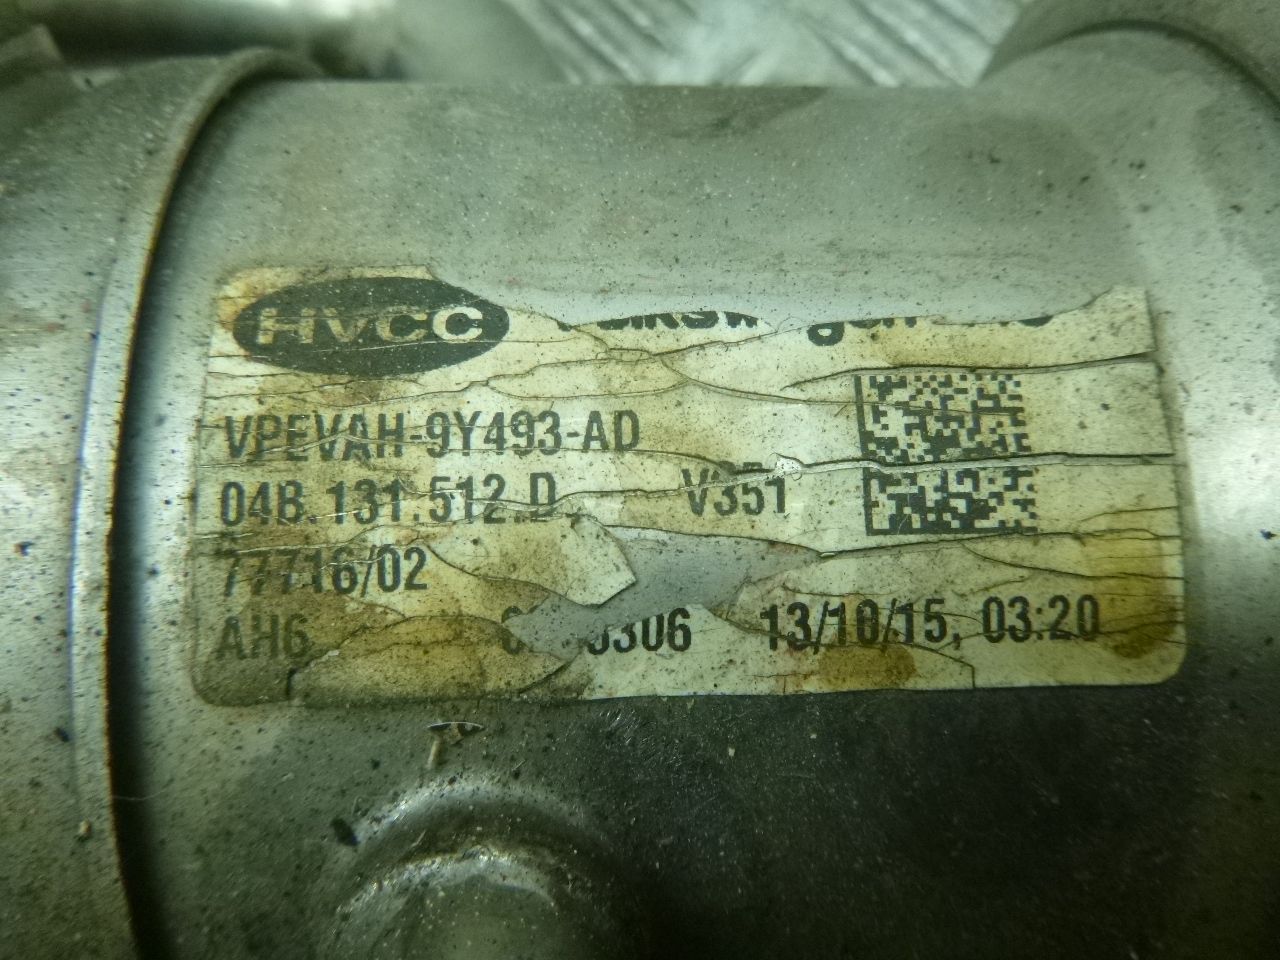 HVCC
VPEVAH-9Y493-AD
04B.131.512.D V351
77716/02
AH6 13/10/15, 03:20